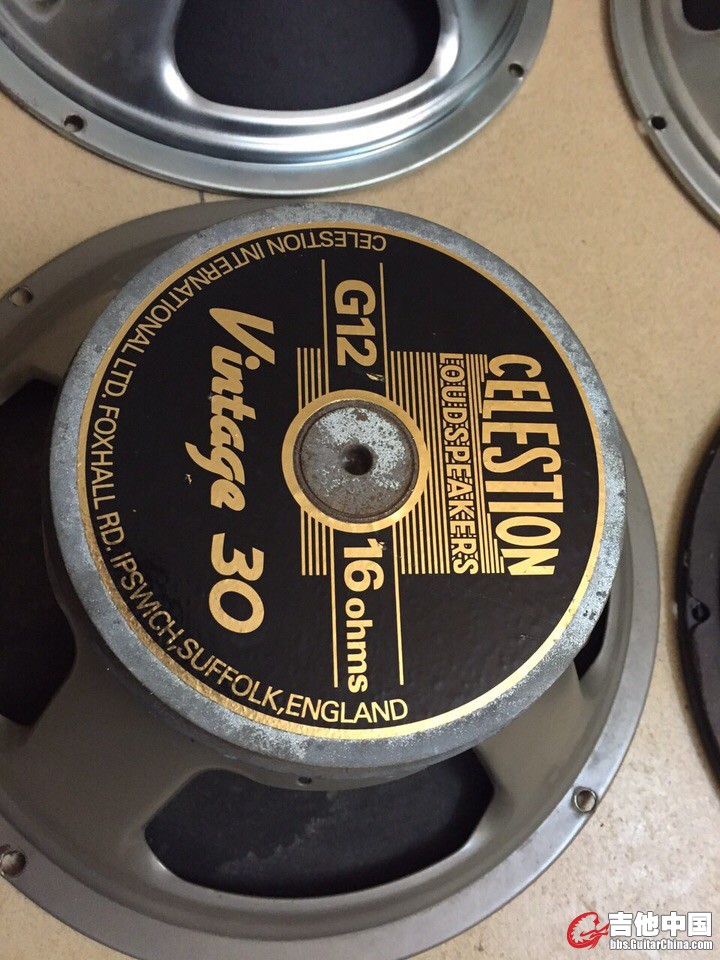 CELESTION
LOUDSPEAKERS
G12
16 ohms
Vintage 30
CELESTION INTERNATIONAL LTD. FOXHALL RD. IPSWICH,SUFFOLK,ENGLAND
吉他中国
bbs.GuitarChina.com